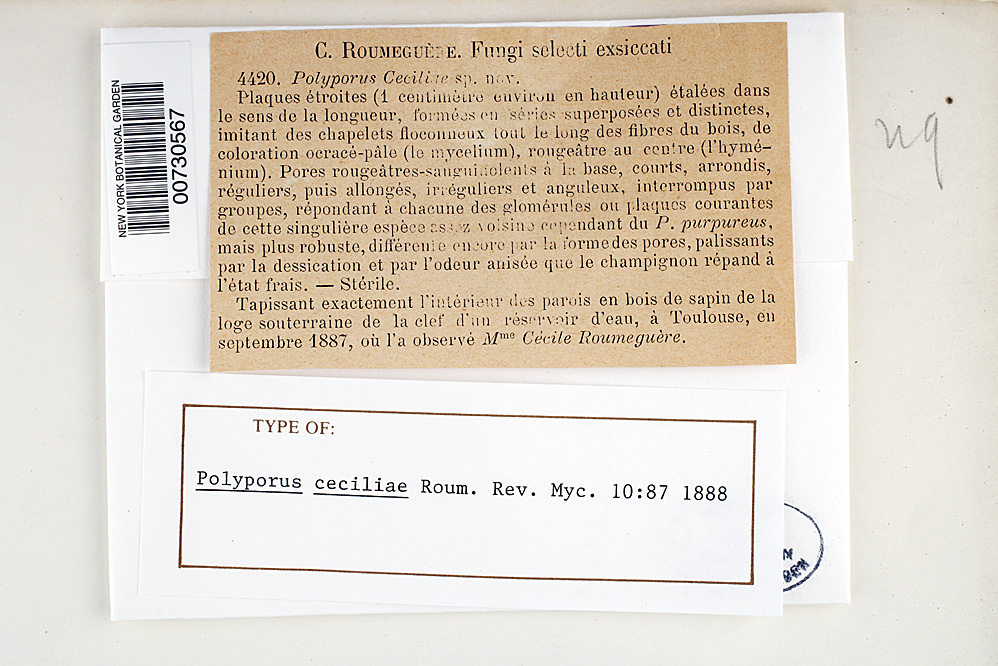 NEW YORK BOTANICAL GARDEN
00730567
C. ROUMEGUÈRE. Fungi selecti exsiccati
4420. Polyporus Ceciliae sp. nov.
Plaques étroites (1 centimètre environ en hauteur) étalées dans
le sens de la longueur, formées en séries superposées et distinctes,
imitant des chapelets floconneux tout le long des fibres du bois, de
coloration ocracé-pâle (le mycelium), rougeâtre au centre (l'hymé-
nium). Pores rougeâtres-sanguinolents à la base, courts, arrondis,
réguliers, puis allongés, irréguliers et anguleux, interrompus par
groupes, répondant à chacune des glomérules ou plaques courantes
de cette singulière espèce assez voisine cependant du P. purpureus,
mais plus robuste, différente encore par la forme des pores, palissants
par la dessication et par l'odeur anisée que le champignon répand à
l'état frais. — Stérile.
Tapissant exactement l'intérieur des parois en bois de sapin de la
loge souterraine de la clef d'un réservoir d'eau, à Toulouse, en
septembre 1887, où l'a observé Mme Cécile Roumeguère.
TYPE OF:
Polyporus ceciliae Roum. Rev. Myc. 10:87 1888